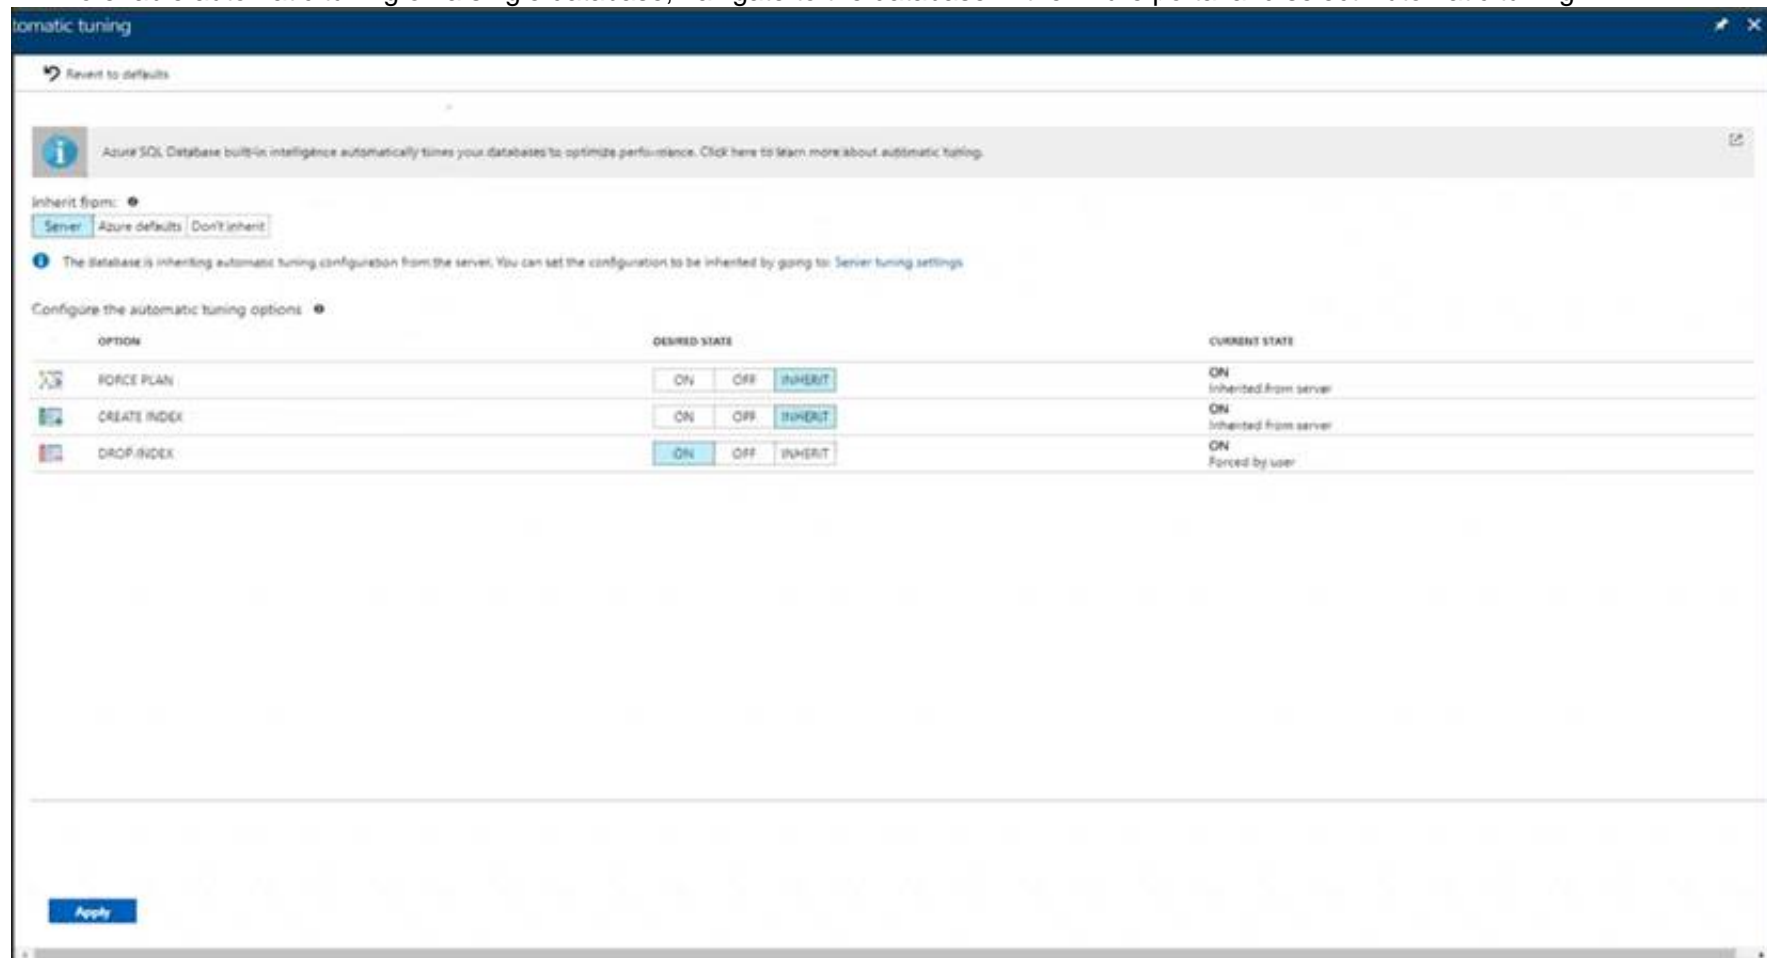 tomatic tuning
Revert to defaults
Azure SQL Database built-in intelligence automatically tunes your databases to optimize performance. Click here to learn more about automatic tuning.
Inherit from:
Server Azure defaults Don't inherit
The database is inheriting automatic tuning configuration from the server. You can set the configuration to be inherited by going to: Server tuning settings
Configure the automatic tuning options
OPTION DESIRED STATE CURRENT STATE
FORCE PLAN ON OFF INHERIT ON
Inherited from server
CREATE INDEX ON OFF INHERIT ON
Inherited from server
DROP INDEX ON OFF INHERIT ON
Forced by user
Apply